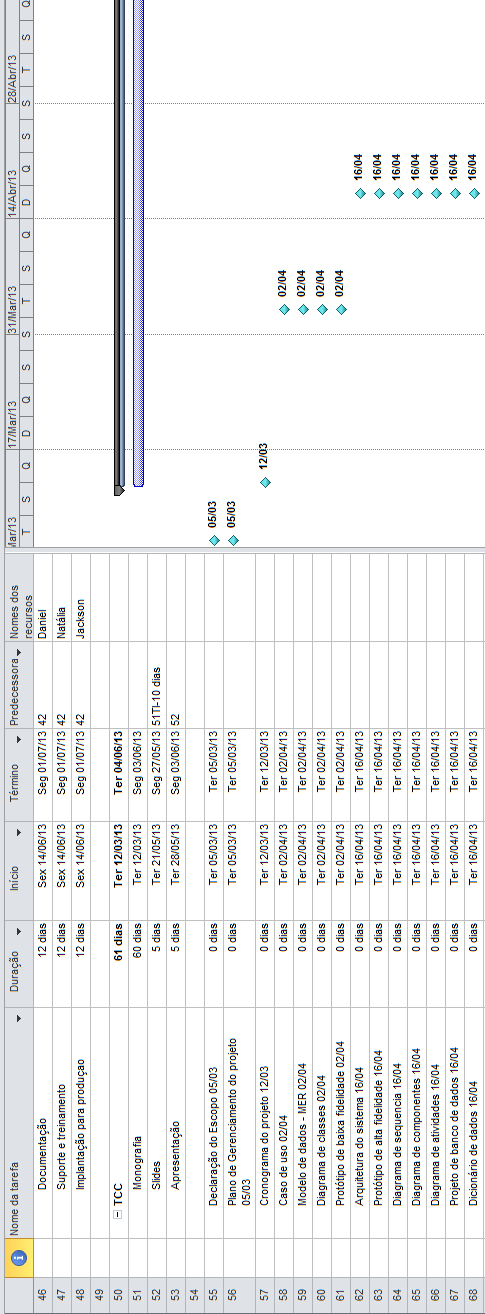 Nome da tarefa Duração Início Término Predecessora Nomes dos recursos
Mar/13 17/Mar/13 31/Mar/13 14/Abr/13 28/Abr/13
T S Q D Q S S T S Q D Q S S T S Q
46 Documentação 12 dias Sex 14/06/13 Seg 01/07/13 42 Daniel
47 Suporte e treinamento 12 dias Sex 14/06/13 Seg 01/07/13 42 Natália
48 Implantação para produçao 12 dias Sex 14/06/13 Seg 01/07/13 42 Jackson
49
50 TCC 61 dias Ter 12/03/13 Ter 04/06/13
51 Monografia 60 dias Ter 12/03/13 Seg 03/06/13
52 Slides 5 dias Ter 21/05/13 Seg 27/05/13 51TI-10 dias
53 Apresentação 5 dias Ter 28/05/13 Seg 03/06/13 52
54
55 Declaração do Escopo 05/03 0 dias Ter 05/03/13 Ter 05/03/13 05/03
56 Plano de Gerenciamento do projeto 05/03 0 dias Ter 05/03/13 Ter 05/03/13 05/03
57 Cronograma do projeto 12/03 0 dias Ter 12/03/13 Ter 12/03/13 12/03
58 Caso de uso 02/04 0 dias Ter 02/04/13 Ter 02/04/13 02/04
59 Modelo de dados - MER 02/04 0 dias Ter 02/04/13 Ter 02/04/13 02/04
60 Diagrama de classes 02/04 0 dias Ter 02/04/13 Ter 02/04/13 02/04
61 Protótipo de baixa fidelidade 02/04 0 dias Ter 02/04/13 Ter 02/04/13 02/04
62 Arquitetura do sistema 16/04 0 dias Ter 16/04/13 Ter 16/04/13 16/04
63 Protótipo de alta fidelidade 16/04 0 dias Ter 16/04/13 Ter 16/04/13 16/04
64 Diagrama de sequencia 16/04 0 dias Ter 16/04/13 Ter 16/04/13 16/04
65 Diagrama de componentes 16/04 0 dias Ter 16/04/13 Ter 16/04/13 16/04
66 Diagrama de atividades 16/04 0 dias Ter 16/04/13 Ter 16/04/13 16/04
67 Projeto de banco de dados 16/04 0 dias Ter 16/04/13 Ter 16/04/13 16/04
68 Dicionário de dados 16/04 0 dias Ter 16/04/13 Ter 16/04/13 16/04